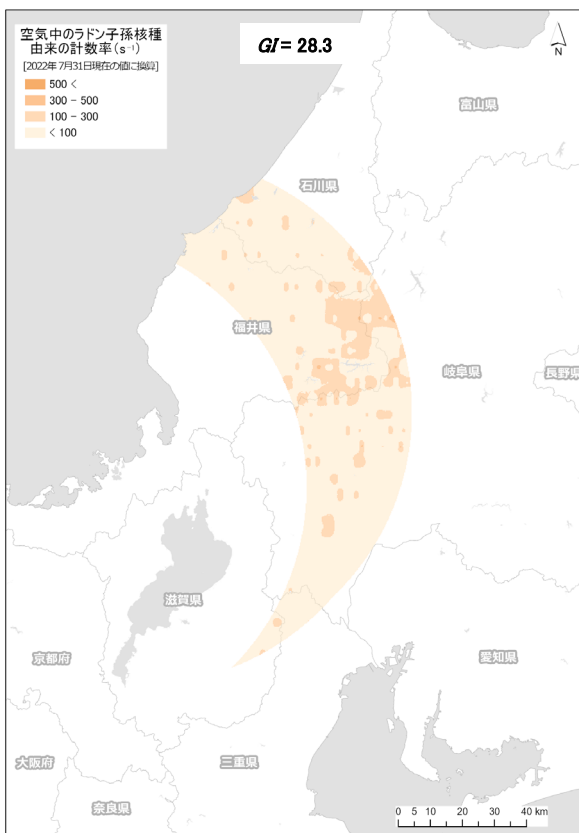 空気中のラドン子孫核種
由来の計数率(s⁻¹)
[2022年 7月31日現在の値に換算]
500 <
300 - 500
100 - 300
< 100
GI = 28.3
N
富山県
石川県
福井県
岐阜県
長野県
滋賀県
京都府
愛知県
大阪府
三重県
奈良県
0 5 10 20 30 40 km